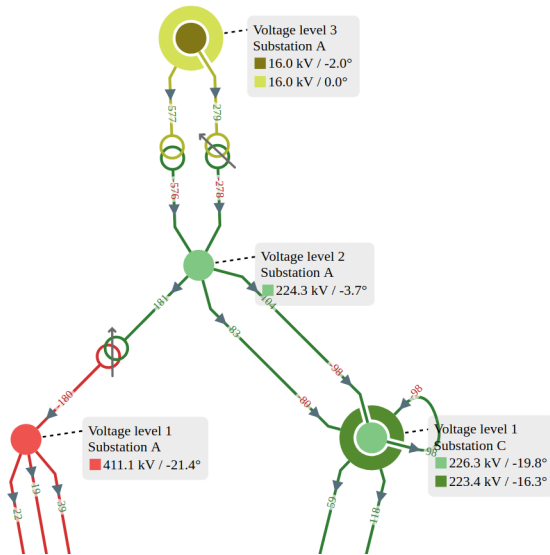 Voltage level 3
Substation A
16.0 kV / -2.0°
16.0 kV / 0.0°
577
279
-576
-278
Voltage level 2
Substation A
224.3 kV / -3.7°
181
104
83
-180
-98
-80
-98
98
Voltage level 1
Substation A
411.1 kV / -21.4°
Voltage level 1
Substation C
226.3 kV / -19.8°
223.4 kV / -16.3°
22
19
39
59
118